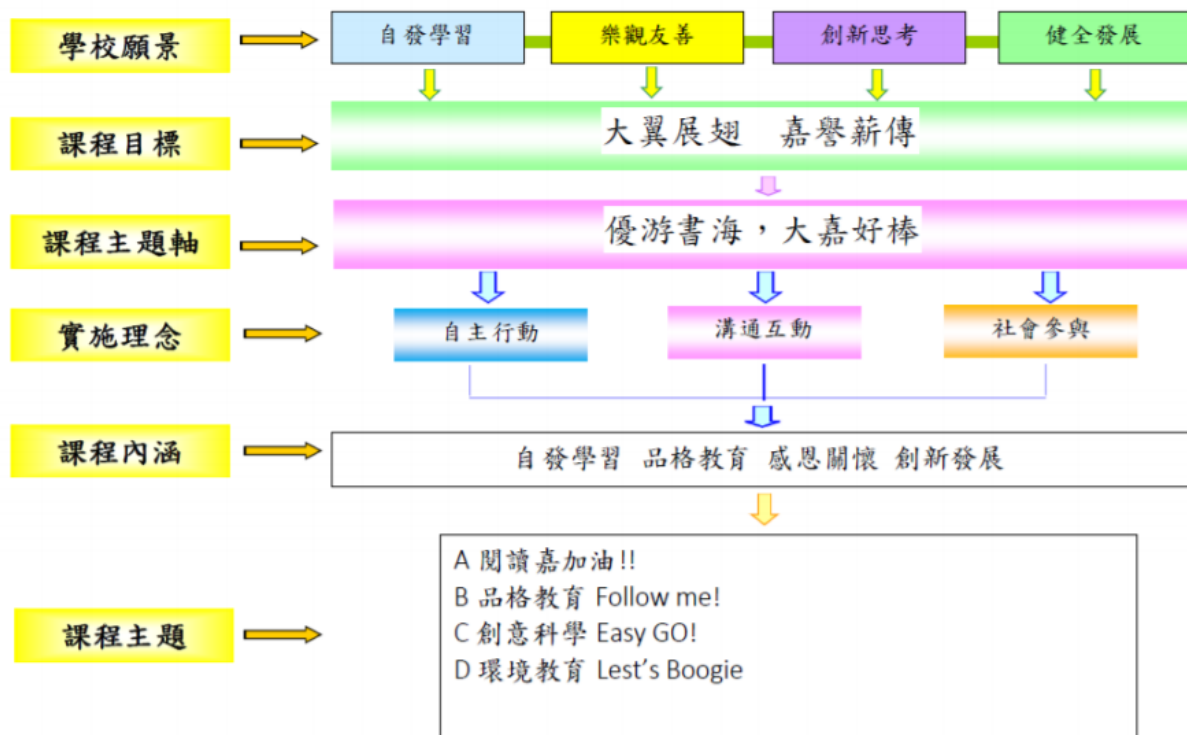 學校願景
自發學習
樂觀友善
創新思考
健全發展
課程目標
大翼展翅 嘉譽薪傳
課程主題軸
優游書海，大嘉好棒
實施理念
自主行動
溝通互動
社會參與
課程內涵
自發學習 品格教育 感恩關懷 創新發展
課程主題
A 閱讀嘉加油!!
B 品格教育 Follow me!
C 創意科學 Easy GO!
D 環境教育 Lest's Boogie